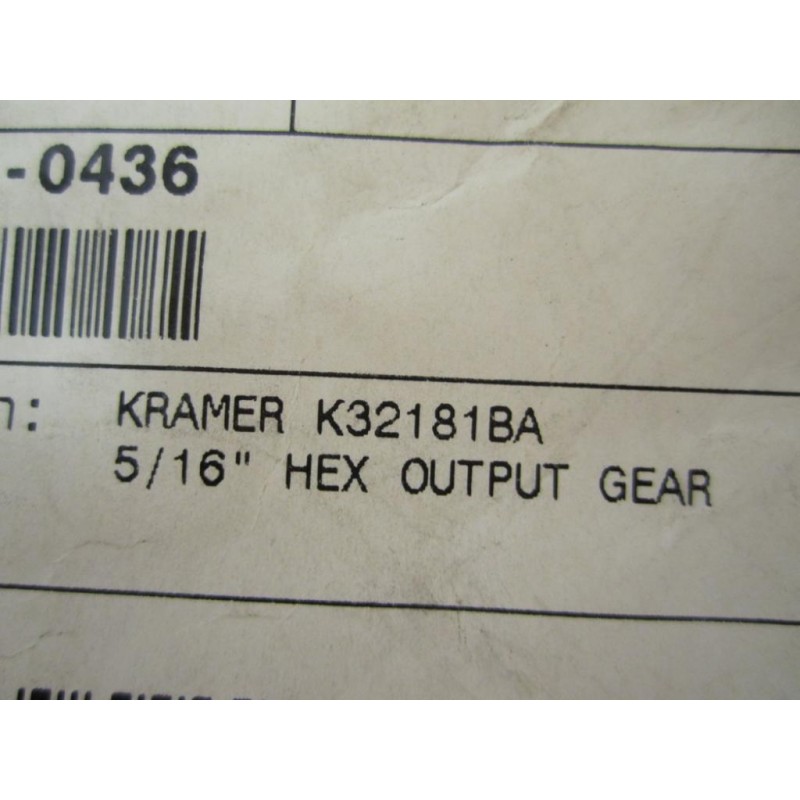 -0436
n: KRAMER K32181BA
5/16" HEX OUTPUT GEAR